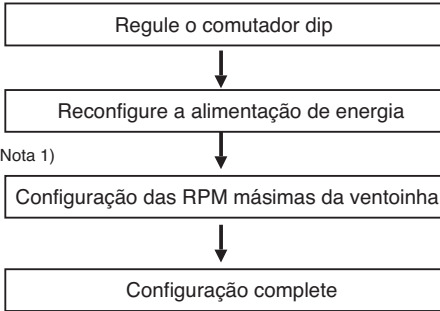 Regule o comutador dip
Reconfigure a alimentação de energia
Nota 1)
Configuração das RPM másimas da ventoinha
Configuração complete